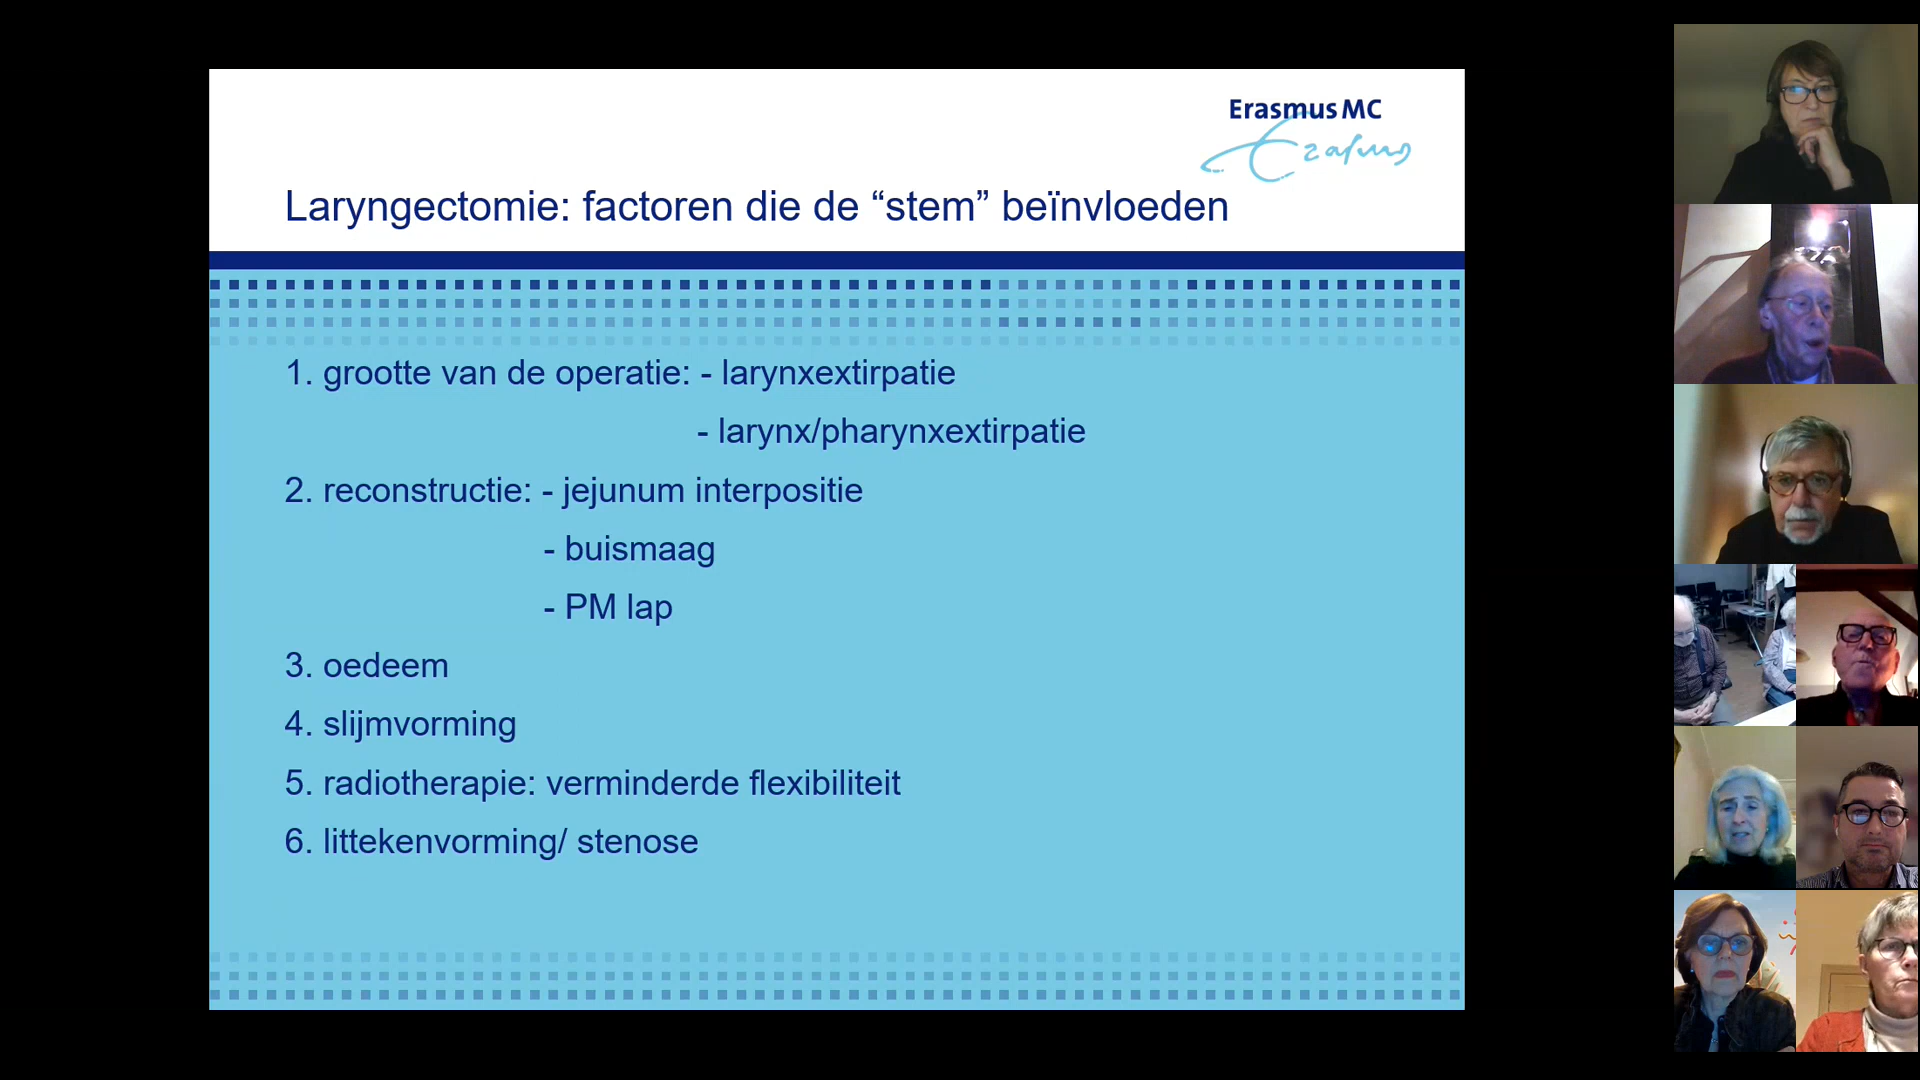 Erasmus MC
Erasmus
Laryngectomie: factoren die de “stem” beïnvloeden
1. grootte van de operatie: - larynxextirpatie
- larynx/pharynxextirpatie
2. reconstructie: - jejunum interpositie
- buismaag
- PM lap
3. oedeem
4. slijmvorming
5. radiotherapie: verminderde flexibiliteit
6. littekenvorming/ stenose